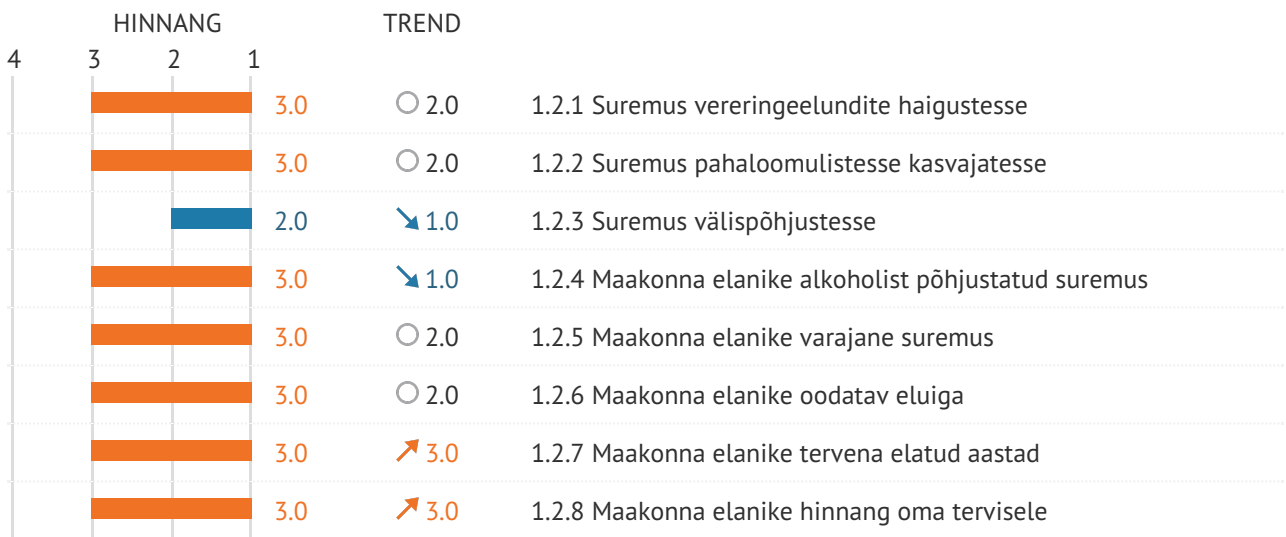 HINNANG TREND
4 3 2 1
3.0 2.0 1.2.1 Suremus vereringeelundite haigustesse
3.0 2.0 1.2.2 Suremus pahaloomulistesse kasvajatesse
2.0 1.0 1.2.3 Suremus välispõhjustesse
3.0 1.0 1.2.4 Maakonna elanike alkoholist põhjustatud suremus
3.0 2.0 1.2.5 Maakonna elanike varajane suremus
3.0 2.0 1.2.6 Maakonna elanike oodatav eluiga
3.0 3.0 1.2.7 Maakonna elanike tervena elatud aastad
3.0 3.0 1.2.8 Maakonna elanike hinnang oma tervisele